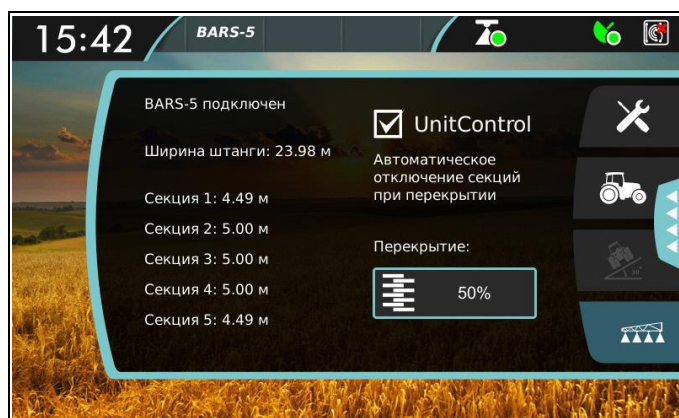 15:42
BARS-5
BARS-5 подключен
Ширина штанги: 23.98 м
Секция 1: 4.49 м
Секция 2: 5.00 м
Секция 3: 5.00 м
Секция 4: 5.00 м
Секция 5: 4.49 м
UnitControl
Автоматическое
отключение секций
при перекрытии
Перекрытие:
50%
30°